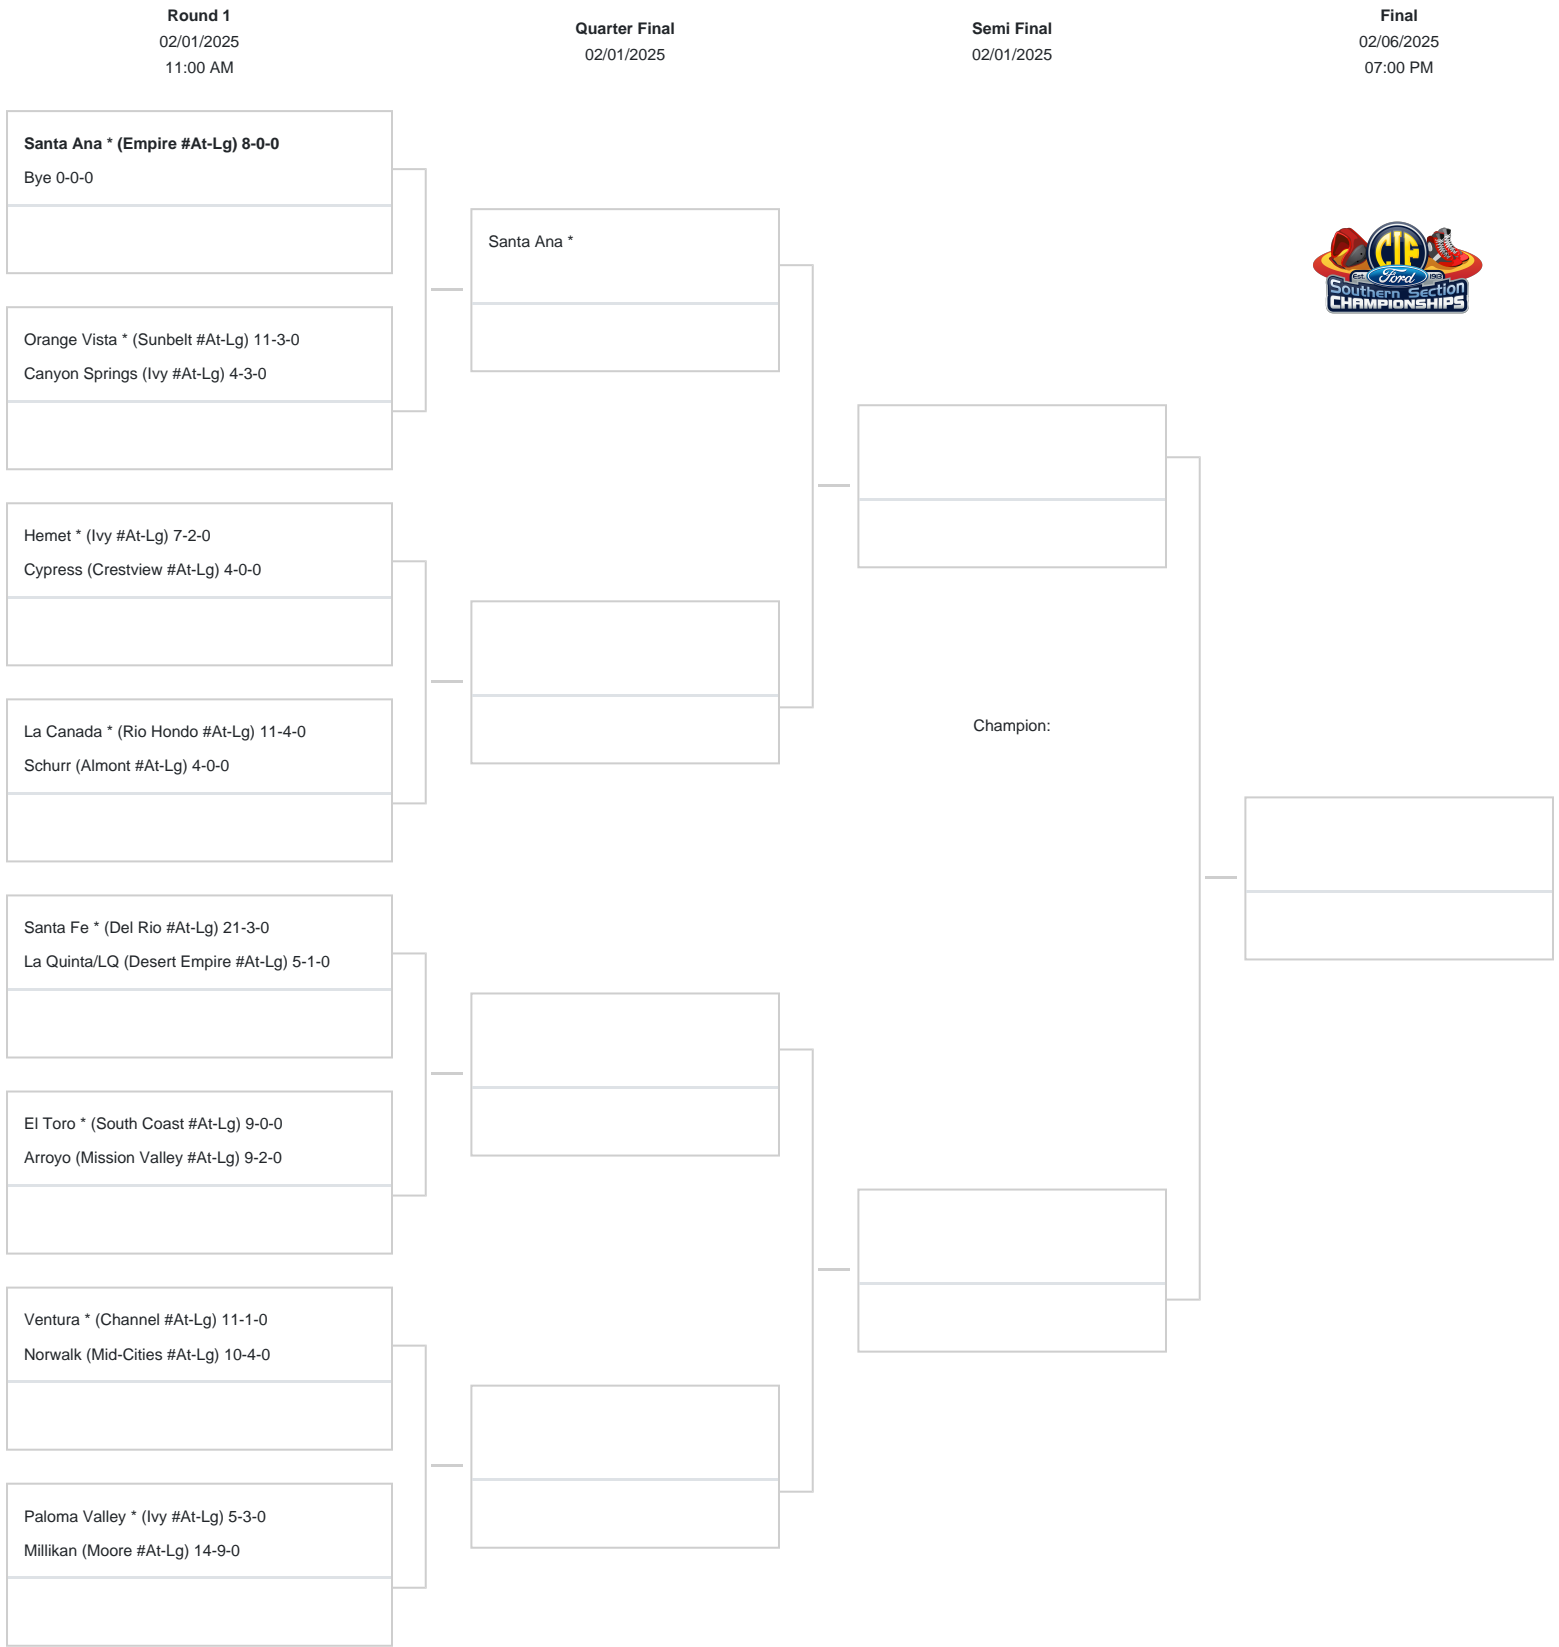 Round 1
02/01/2025
11:00 AM
Quarter Final
02/01/2025
Semi Final
02/01/2025
Final
02/06/2025
07:00 PM
Santa Ana * (Empire #At-Lg) 8-0-0
Bye 0-0-0
Orange Vista * (Sunbelt #At-Lg) 11-3-0
Canyon Springs (Ivy #At-Lg) 4-3-0
Hemet * (Ivy #At-Lg) 7-2-0
Cypress (Crestview #At-Lg) 4-0-0
La Canada * (Rio Hondo #At-Lg) 11-4-0
Schurr (Almont #At-Lg) 4-0-0
Santa Fe * (Del Rio #At-Lg) 21-3-0
La Quinta/LQ (Desert Empire #At-Lg) 5-1-0
El Toro * (South Coast #At-Lg) 9-0-0
Arroyo (Mission Valley #At-Lg) 9-2-0
Ventura * (Channel #At-Lg) 11-1-0
Norwalk (Mid-Cities #At-Lg) 10-4-0
Paloma Valley * (Ivy #At-Lg) 5-3-0
Millikan (Moore #At-Lg) 14-9-0
Santa Ana *
Champion:
CIF
Est. Ford 1913
Southern Section
CHAMPIONSHIPS